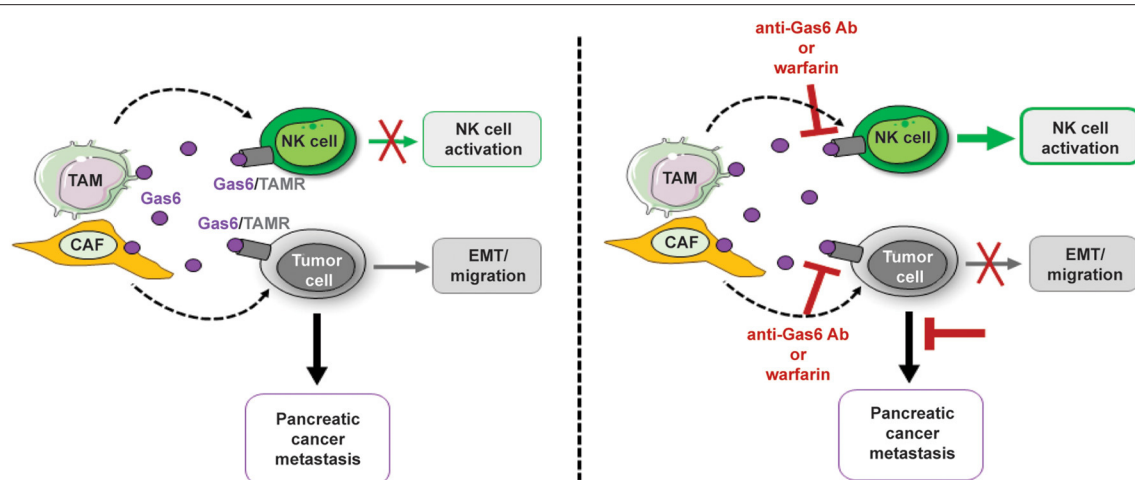 TAM
Gas6
CAF
NK cell
Gas6/TAMR
NK cell
activation
Gas6/TAMR
Tumor
cell
EMT/
migration
Pancreatic
cancer
metastasis
anti-Gas6 Ab
or
warfarin
TAM
CAF
NK cell
NK cell
activation
Tumor
cell
EMT/
migration
anti-Gas6 Ab
or
warfarin
Pancreatic
cancer
metastasis